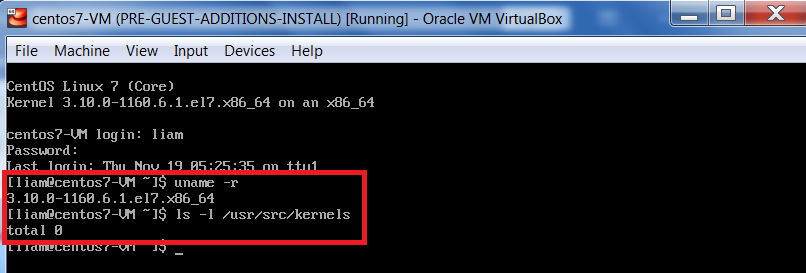 centos7-VM (PRE-GUEST-ADDITIONS-INSTALL) [Running] - Oracle VM VirtualBox
File Machine View Input Devices Help
CentOS Linux 7 (Core)
Kernel 3.10.0-1160.6.1.el7.x86_64 on an x86_64
centos7-VM login: liam
Password:
Last login: Thu Nov 19 05:25:35 on tty1
[liam@centos7-VM ~]$ uname -r
3.10.0-1160.6.1.el7.x86_64
[liam@centos7-VM ~]$ ls -l /usr/src/kernels
total 0
[liam@centos7-VM ~]$ _